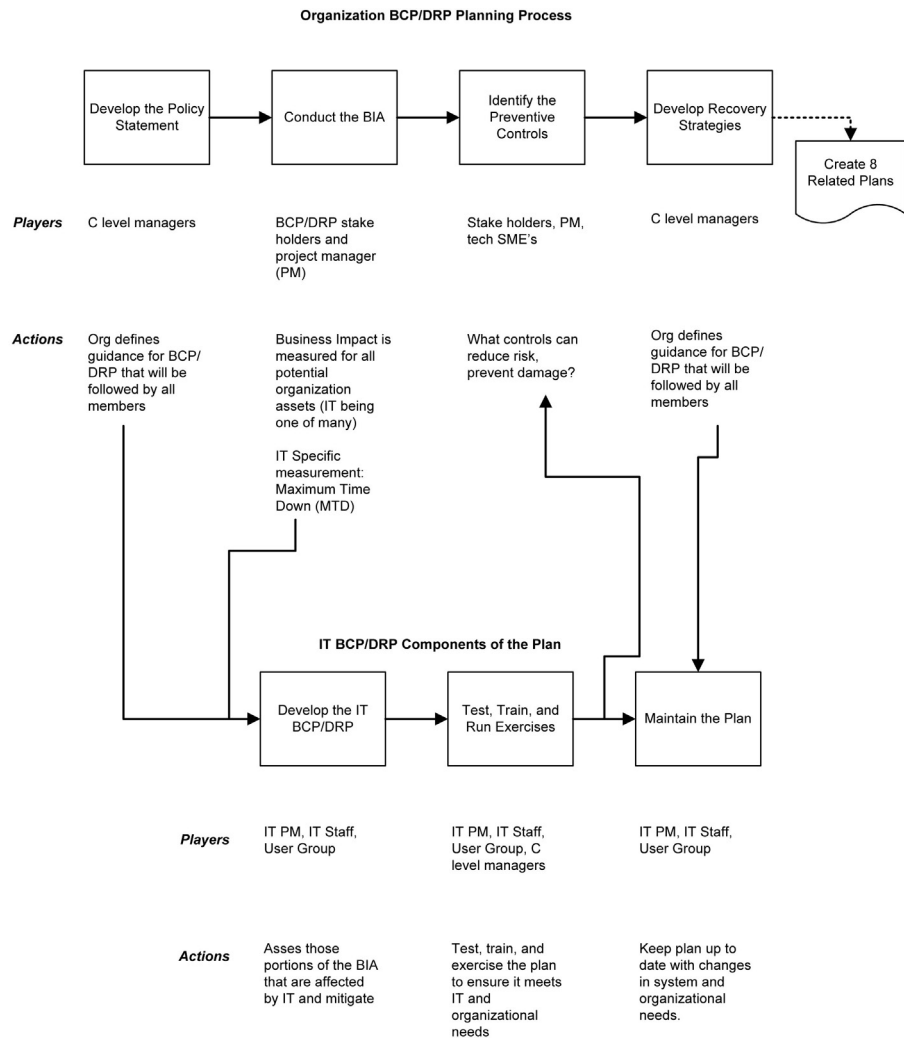 Organization BCP/DRP Planning Process
Develop the Policy
Statement
Conduct the BIA
Identify the
Preventive
Controls
Develop Recovery
Strategies
Create 8
Related Plans
Players
C level managers
BCP/DRP stake
holders and
project manager
(PM)
Stake holders, PM,
tech SME's
C level managers
Actions
Org defines
guidance for BCP/
DRP that will be
followed by all
members
Business Impact is
measured for all
potential
organization
assets (IT being
one of many)
IT Specific
measurement:
Maximum Time
Down (MTD)
What controls can
reduce risk,
prevent damage?
Org defines
guidance for BCP/
DRP that will be
followed by all
members
IT BCP/DRP Components of the Plan
Develop the IT
BCP/DRP
Test, Train, and
Run Exercises
Maintain the Plan
Players
IT PM, IT Staff,
User Group
IT PM, IT Staff,
User Group, C
level managers
IT PM, IT Staff,
User Group
Actions
Asses those
portions of the BIA
that are affected
by IT and mitigate
Test, train, and
exercise the plan
to ensure it meets
IT and
organizational
needs
Keep plan up to
date with changes
in system and
organizational
needs.